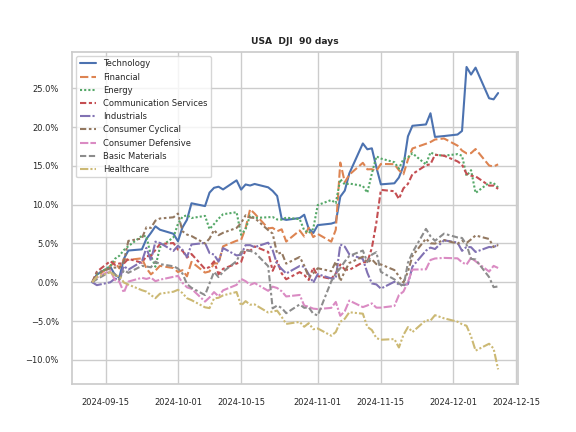 USA  DJI  90 days
Technology
Financial
Energy
Communication Services
Industrials
Consumer Cyclical
Consumer Defensive
Basic Materials
Healthcare
25.0%
20.0%
15.0%
10.0%
5.0%
0.0%
−5.0%
−10.0%
2024-09-15 2024-10-01 2024-10-15 2024-11-01 2024-11-15 2024-12-01 2024-12-15